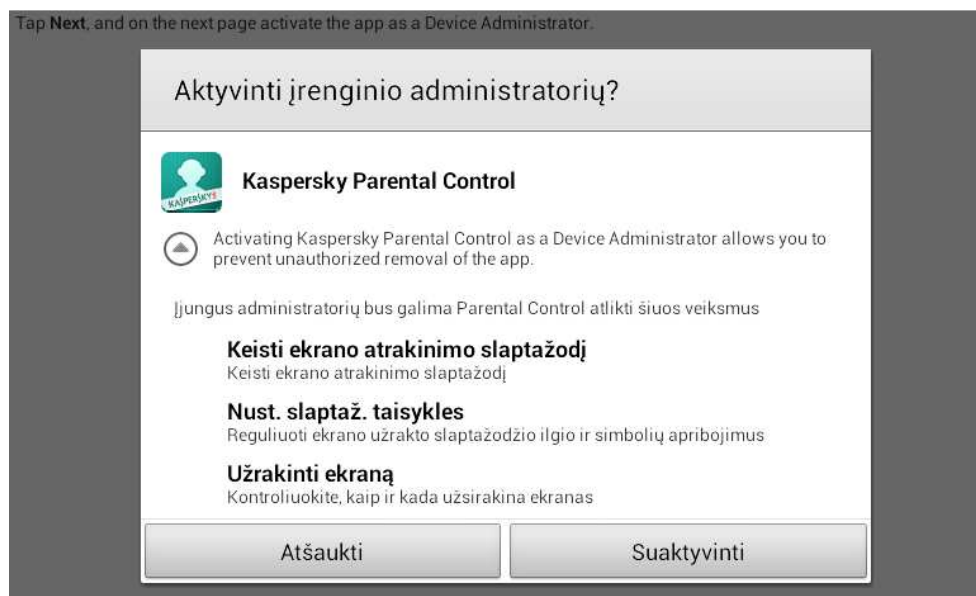 Tap Next, and on the next page activate the app as a Device Administrator.
Aktyvinti įrenginio administratorių?
KASPERSKY
Kaspersky Parental Control
Activating Kaspersky Parental Control as a Device Administrator allows you to
prevent unauthorized removal of the app.
Įjungus administratorių bus galima Parental Control atlikti šiuos veiksmus
Keisti ekrano atrakinimo slaptažodį
Keisti ekrano atrakinimo slaptažodį
Nust. slaptaž. taisykles
Reguliuoti ekrano užrakto slaptažodžio ilgio ir simbolių apribojimus
Užrakinti ekraną
Kontroliuokite, kaip ir kada užsirakina ekranas
Atšaukti
Suaktyvinti